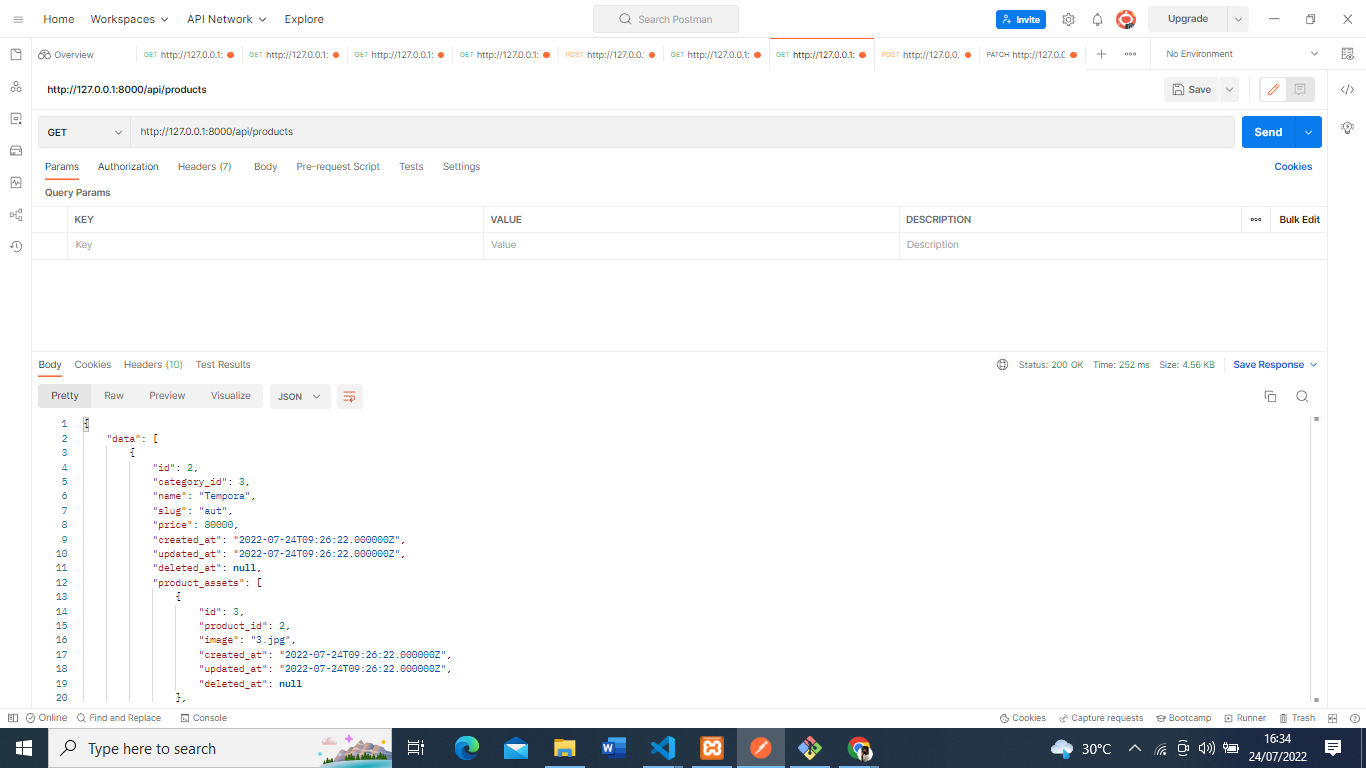 Home Workspaces API Network Explore Search Postman Invite Upgrade
Overview GET http://127.0.0.1: GET http://127.0.0.1: GET http://127.0.0.1: GET http://127.0.0.1: POST http://127.0.0. GET http://127.0.0.1: GET http://127.0.0.1: POST http://127.0.0. PATCH http://127.0.0 No Environment
http://127.0.0.1:8000/api/products Save
GET http://127.0.0.1:8000/api/products Send
Params Authorization Headers (7) Body Pre-request Script Tests Settings Cookies
Query Params
KEY VALUE DESCRIPTION Bulk Edit
Key Value Description
Body Cookies Headers (10) Test Results Status: 200 OK Time: 252 ms Size: 4.56 KB Save Response
Pretty Raw Preview Visualize JSON
1 {
2 "data": [
3 {
4 "id": 2,
5 "category_id": 3,
6 "name": "Tempora",
7 "slug": "aut",
8 "price": 80000,
9 "created_at": "2022-07-24T09:26:22.000000Z",
10 "updated_at": "2022-07-24T09:26:22.000000Z",
11 "deleted_at": null,
12 "product_assets": [
13 {
14 "id": 3,
15 "product_id": 2,
16 "image": "3.jpg",
17 "created_at": "2022-07-24T09:26:22.000000Z",
18 "updated_at": "2022-07-24T09:26:22.000000Z",
19 "deleted_at": null
20 },
Online Find and Replace Console Cookies Capture requests Bootcamp Runner Trash
Type here to search 30°C 16:34
24/07/2022